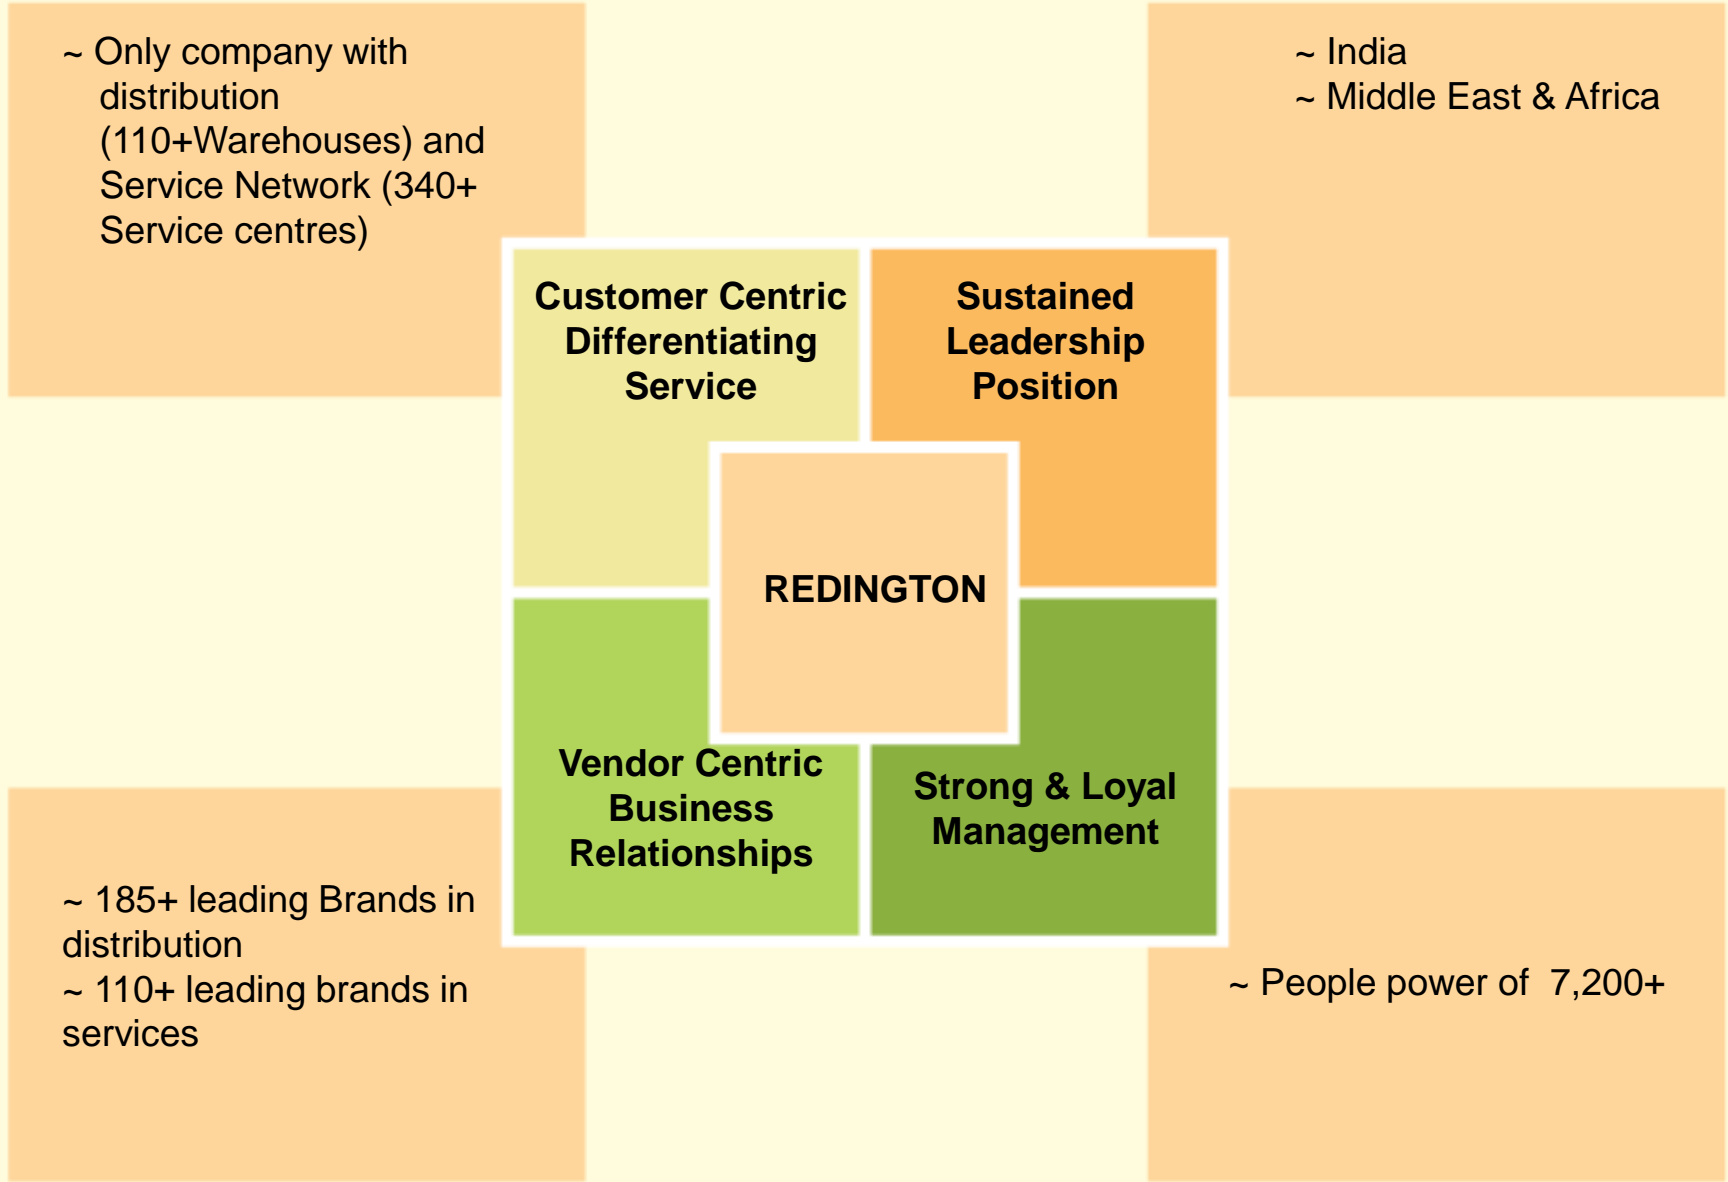 ~ Only company with
distribution
(110+Warehouses) and
Service Network (340+
Service centres)
~ India
~ Middle East & Africa
Customer Centric
Differentiating
Service
Sustained
Leadership
Position
REDINGTON
Vendor Centric
Business
Relationships
Strong & Loyal
Management
~ 185+ leading Brands in
distribution
~ 110+ leading brands in
services
~ People power of  7,200+